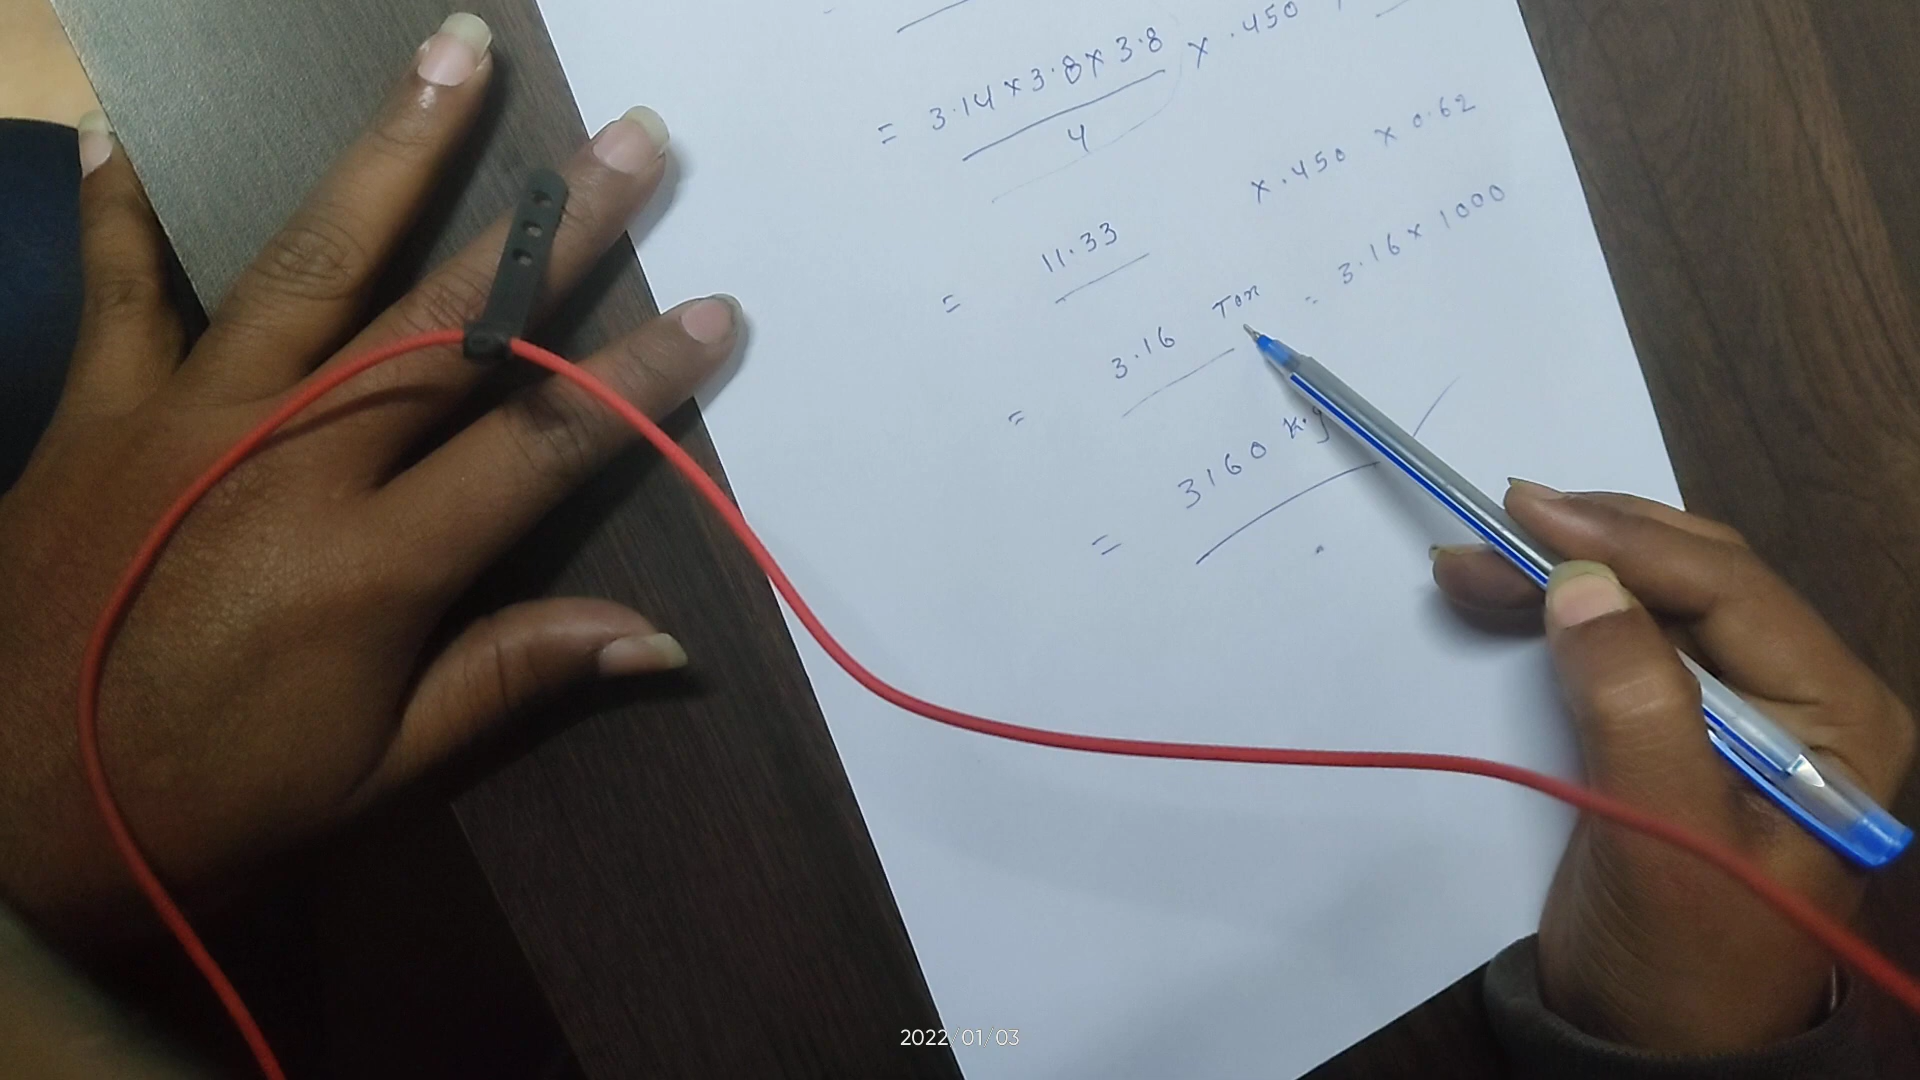 = 3.14 x 3.8 x 3.8 x .450
4
= 11.33 x .450 x 0.62
= 3.16 Ton = 3.16 x 1000
= 3160 k.g
2022/01/03